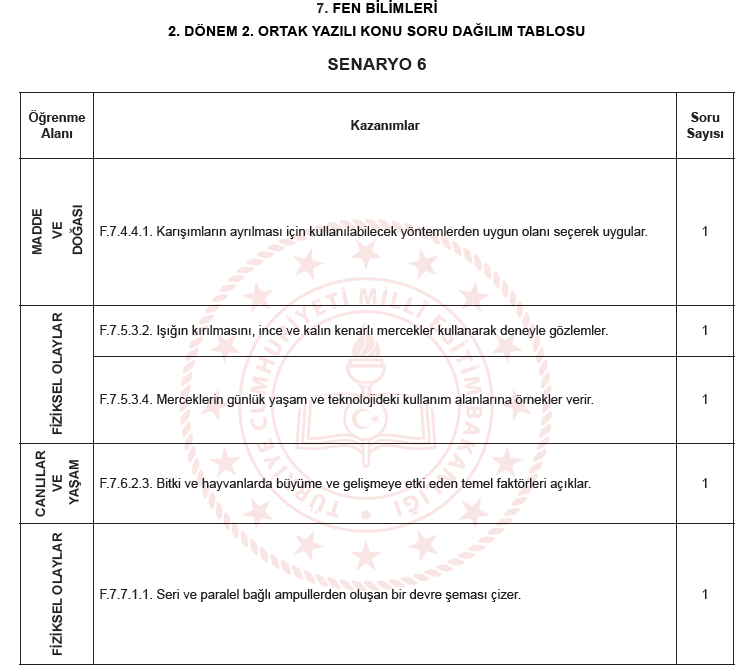 7. FEN BİLİMLERİ
2. DÖNEM 2. ORTAK YAZILI KONU SORU DAĞILIM TABLOSU
SENARYO 6
Öğrenme Alanı
Kazanımlar
Soru Sayısı
MADDE VE DOĞASI
F.7.4.4.1. Karışımların ayrılması için kullanılabilecek yöntemlerden uygun olanı seçerek uygular.
1
FİZİKSEL OLAYLAR
F.7.5.3.2. Işığın kırılmasını, ince ve kalın kenarlı mercekler kullanarak deneyle gözlemler.
1
F.7.5.3.4. Merceklerin günlük yaşam ve teknolojideki kullanım alanlarına örnekler verir.
1
CANLILAR VE YAŞAM
F.7.6.2.3. Bitki ve hayvanlarda büyüme ve gelişmeye etki eden temel faktörleri açıklar.
1
FİZİKSEL OLAYLAR
F.7.7.1.1. Seri ve paralel bağlı ampullerden oluşan bir devre şeması çizer.
1
TÜRKİYE CUMHURİYETİ MİLLÎ EĞİTİM BAKANLIĞI